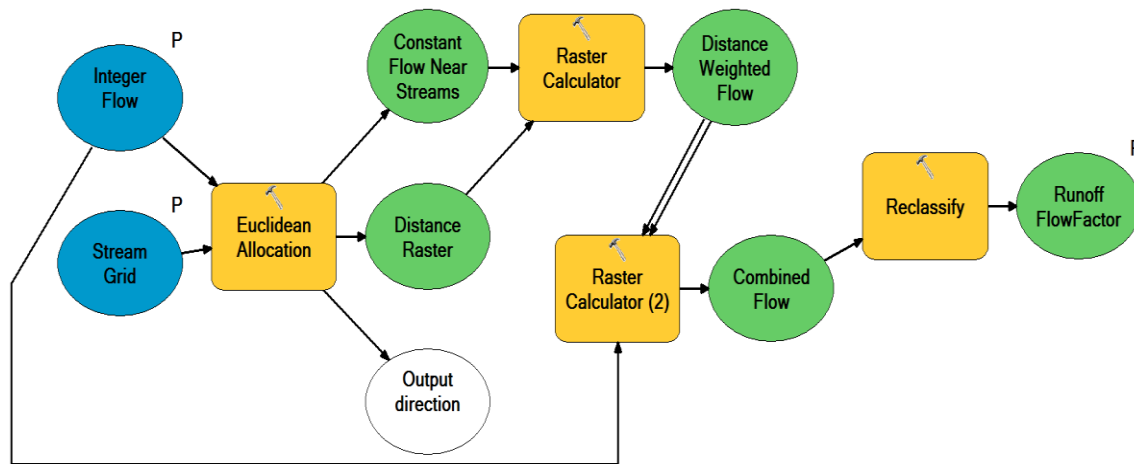 P
Integer
Flow
P
Stream
Grid
Euclidean
Allocation
Constant
Flow Near
Streams
Distance
Raster
Output
direction
Raster
Calculator
Distance
Weighted
Flow
Raster
Calculator (2)
Combined
Flow
Reclassify
P
Runoff
FlowFactor